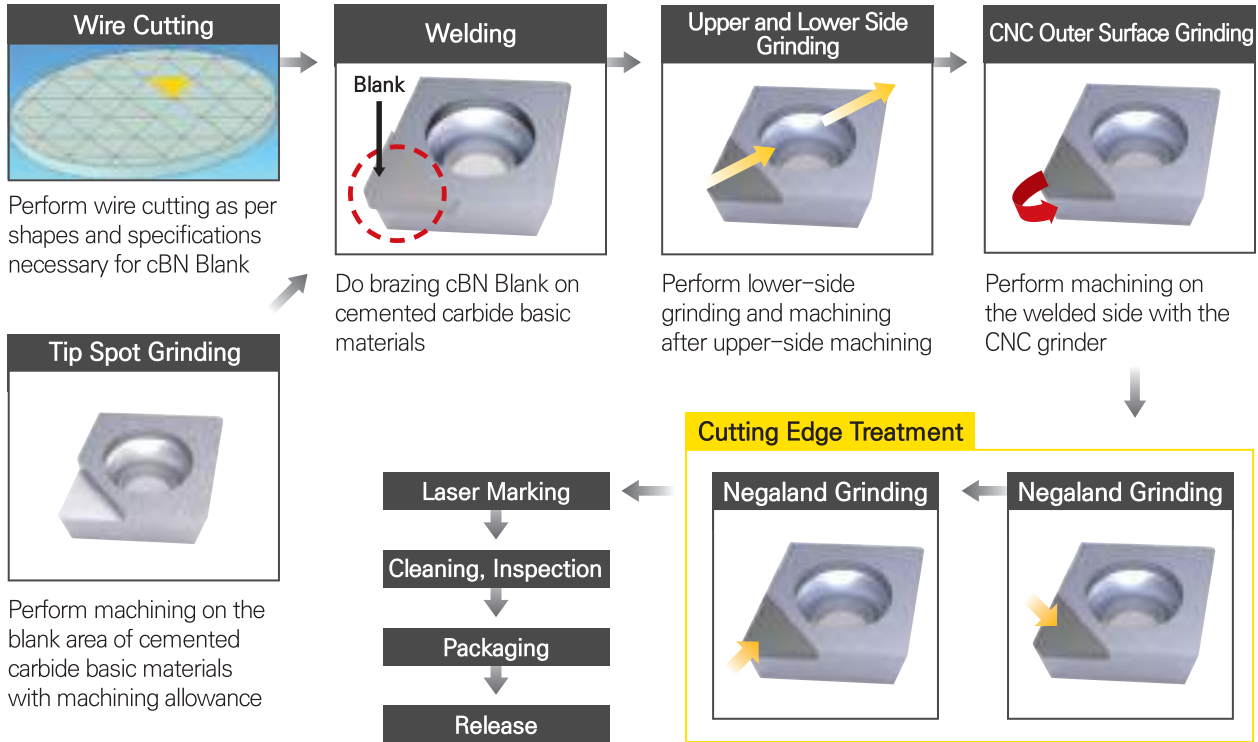 Wire Cutting
Perform wire cutting as per
shapes and specifications
necessary for cBN Blank
Tip Spot Grinding
Perform machining on the
blank area of cemented
carbide basic materials
with machining allowance
Welding
Blank
Do brazing cBN Blank on
cemented carbide basic
materials
Upper and Lower Side
Grinding
Perform lower-side
grinding and machining
after upper-side machining
CNC Outer Surface Grinding
Perform machining on
the welded side with the
CNC grinder
Cutting Edge Treatment
Negaland Grinding
Negaland Grinding
Laser Marking
Cleaning, Inspection
Packaging
Release